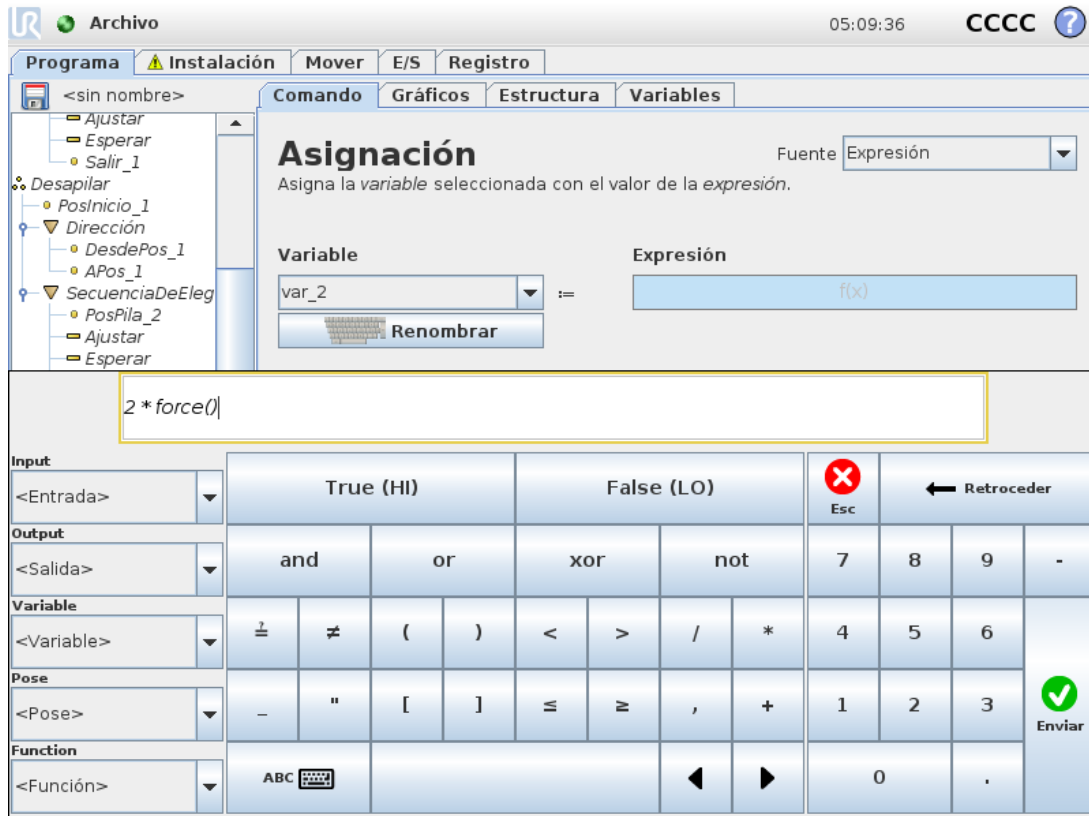 UR Archivo 05:09:36 CCCC ?
Programa Instalación Mover E/S Registro
<sin nombre> Comando Gráficos Estructura Variables
Ajustar
Esperar
Salir_1
Desapilar
PosInicio_1
Dirección
DesdePos_1
APos_1
SecuenciaDeEleg
PosPila_2
Ajustar
Esperar
Asignación
Fuente Expresión
Asigna la variable seleccionada con el valor de la expresión.
Variable Expresión
var_2 := f(x)
Renombrar
2 * force()
Input
<Entrada> True (HI) False (LO) Esc Retroceder
Output
<Salida> and or xor not 7 8 9 -
Variable
<Variable> ≟ ≠ ( ) < > / * 4 5 6
Pose
<Pose> _ " [ ] ≤ ≥ , + 1 2 3 Enviar
Function
<Función> ABC 0 .